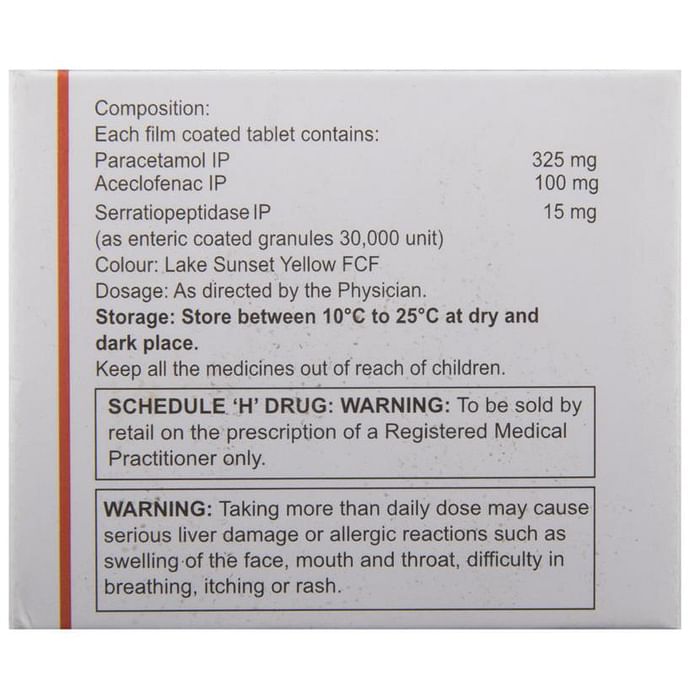 Composition:
Each film coated tablet contains:
Paracetamol IP 325 mg
Aceclofenac IP 100 mg
Serratiopeptidase IP 15 mg
(as enteric coated granules 30,000 unit)
Colour: Lake Sunset Yellow FCF
Dosage: As directed by the Physician.
Storage: Store between 10°C to 25°C at dry and
dark place.
Keep all the medicines out of reach of children.
SCHEDULE 'H' DRUG: WARNING: To be sold by
retail on the prescription of a Registered Medical
Practitioner only.
WARNING: Taking more than daily dose may cause
serious liver damage or allergic reactions such as
swelling of the face, mouth and throat, difficulty in
breathing, itching or rash.